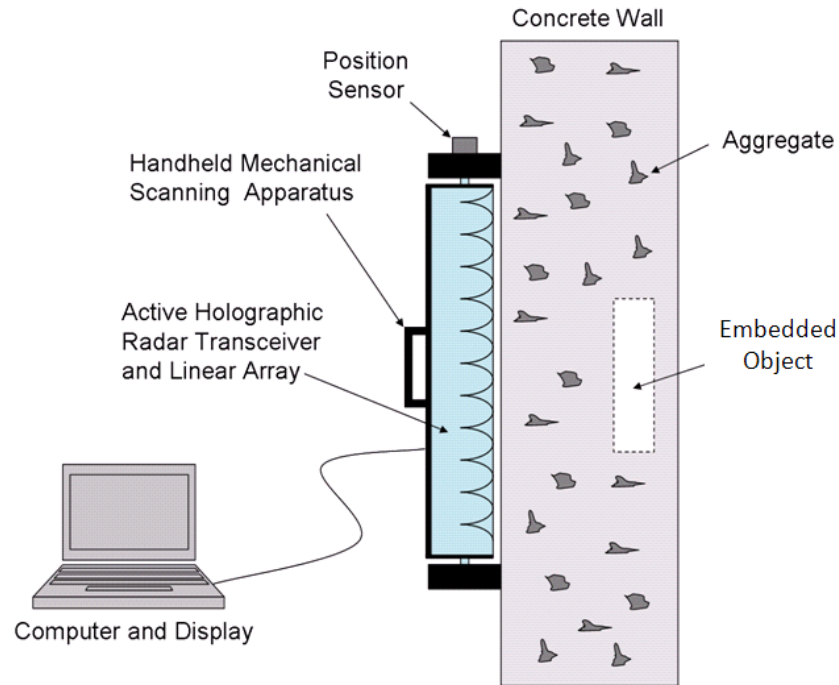 Concrete Wall
Position
Sensor
Handheld Mechanical
Scanning Apparatus
Aggregate
Active Holographic
Radar Transceiver
and Linear Array
Embedded
Object
Computer and Display